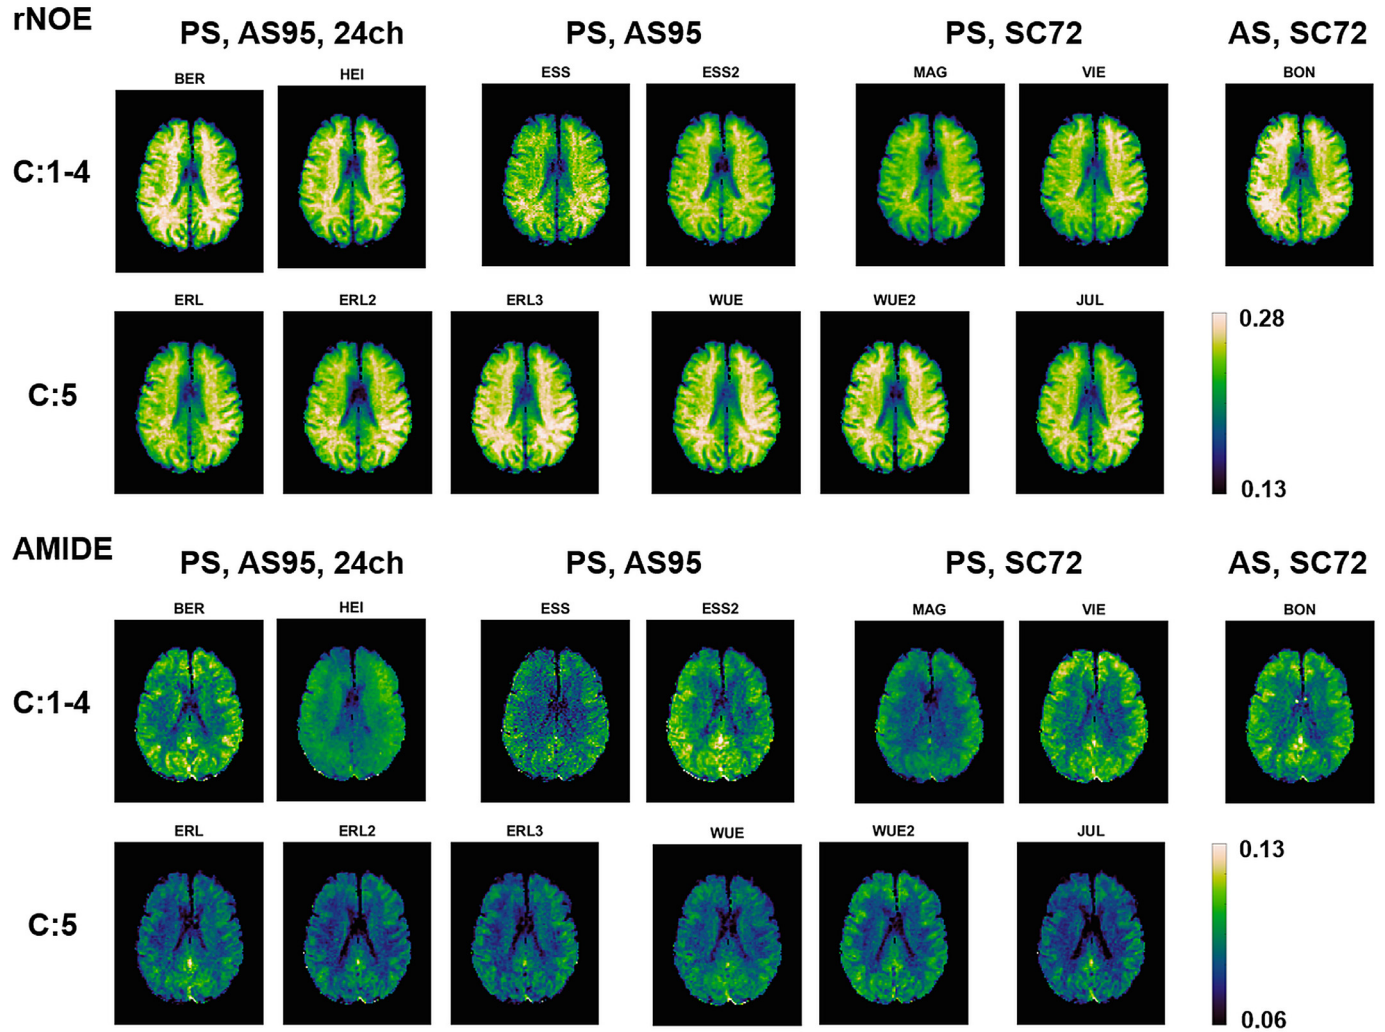 rNOE
PS, AS95, 24ch PS, AS95 PS, SC72 AS, SC72
BER HEI ESS ESS2 MAG VIE BON
C:1-4
ERL ERL2 ERL3 WUE WUE2 JUL
0.28
C:5
0.13
AMIDE
PS, AS95, 24ch PS, AS95 PS, SC72 AS, SC72
BER HEI ESS ESS2 MAG VIE BON
C:1-4
ERL ERL2 ERL3 WUE WUE2 JUL
0.13
C:5
0.06